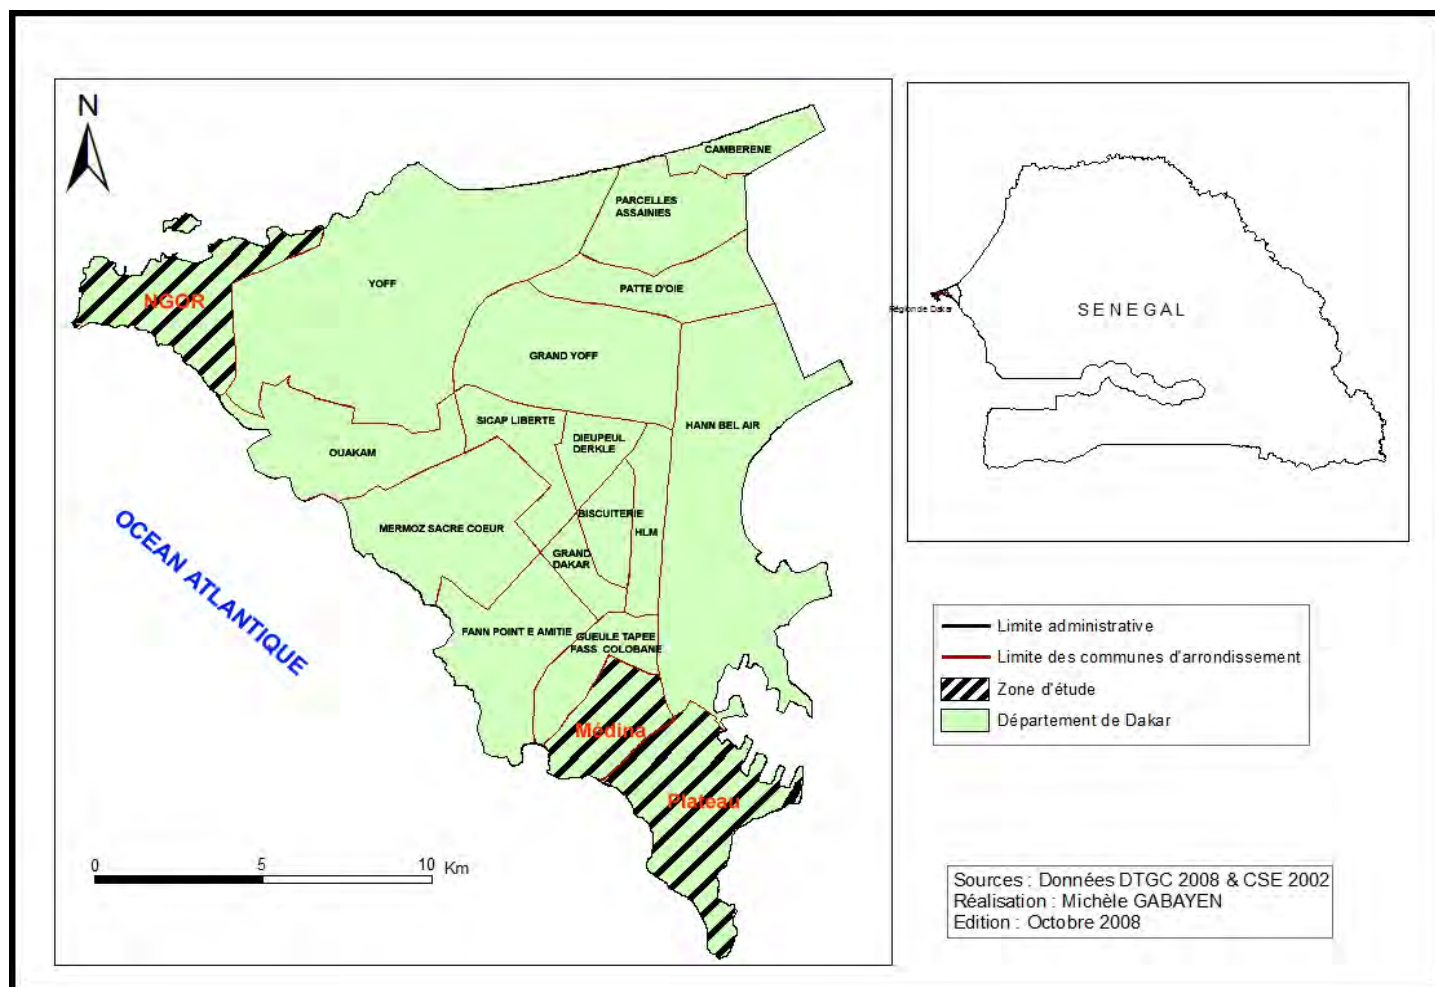 N
CAMBERENE
PARCELLES
ASSAINIES
NGOR
YOFF
PATTE D'OIE
GRAND YOFF
SICAP LIBERTE
DIEUPEUL
DERKLE
HANN BEL AIR
OUAKAM
MERMOZ SACRE COEUR
BISCUITERIE
HLM
GRAND
DAKAR
OCEAN ATLANTIQUE
FANN POINT E AMITIE
GUEULE TAPEE
FASS COLOBANE
Médina
Plateau
0 5 10 Km
Région de Dakar
SENEGAL
Limite administrative
Limite des communes d'arrondissement
Zone d'étude
Département de Dakar
Sources : Données DTGC 2008 & CSE 2002
Réalisation : Michèle GABAYEN
Edition : Octobre 2008